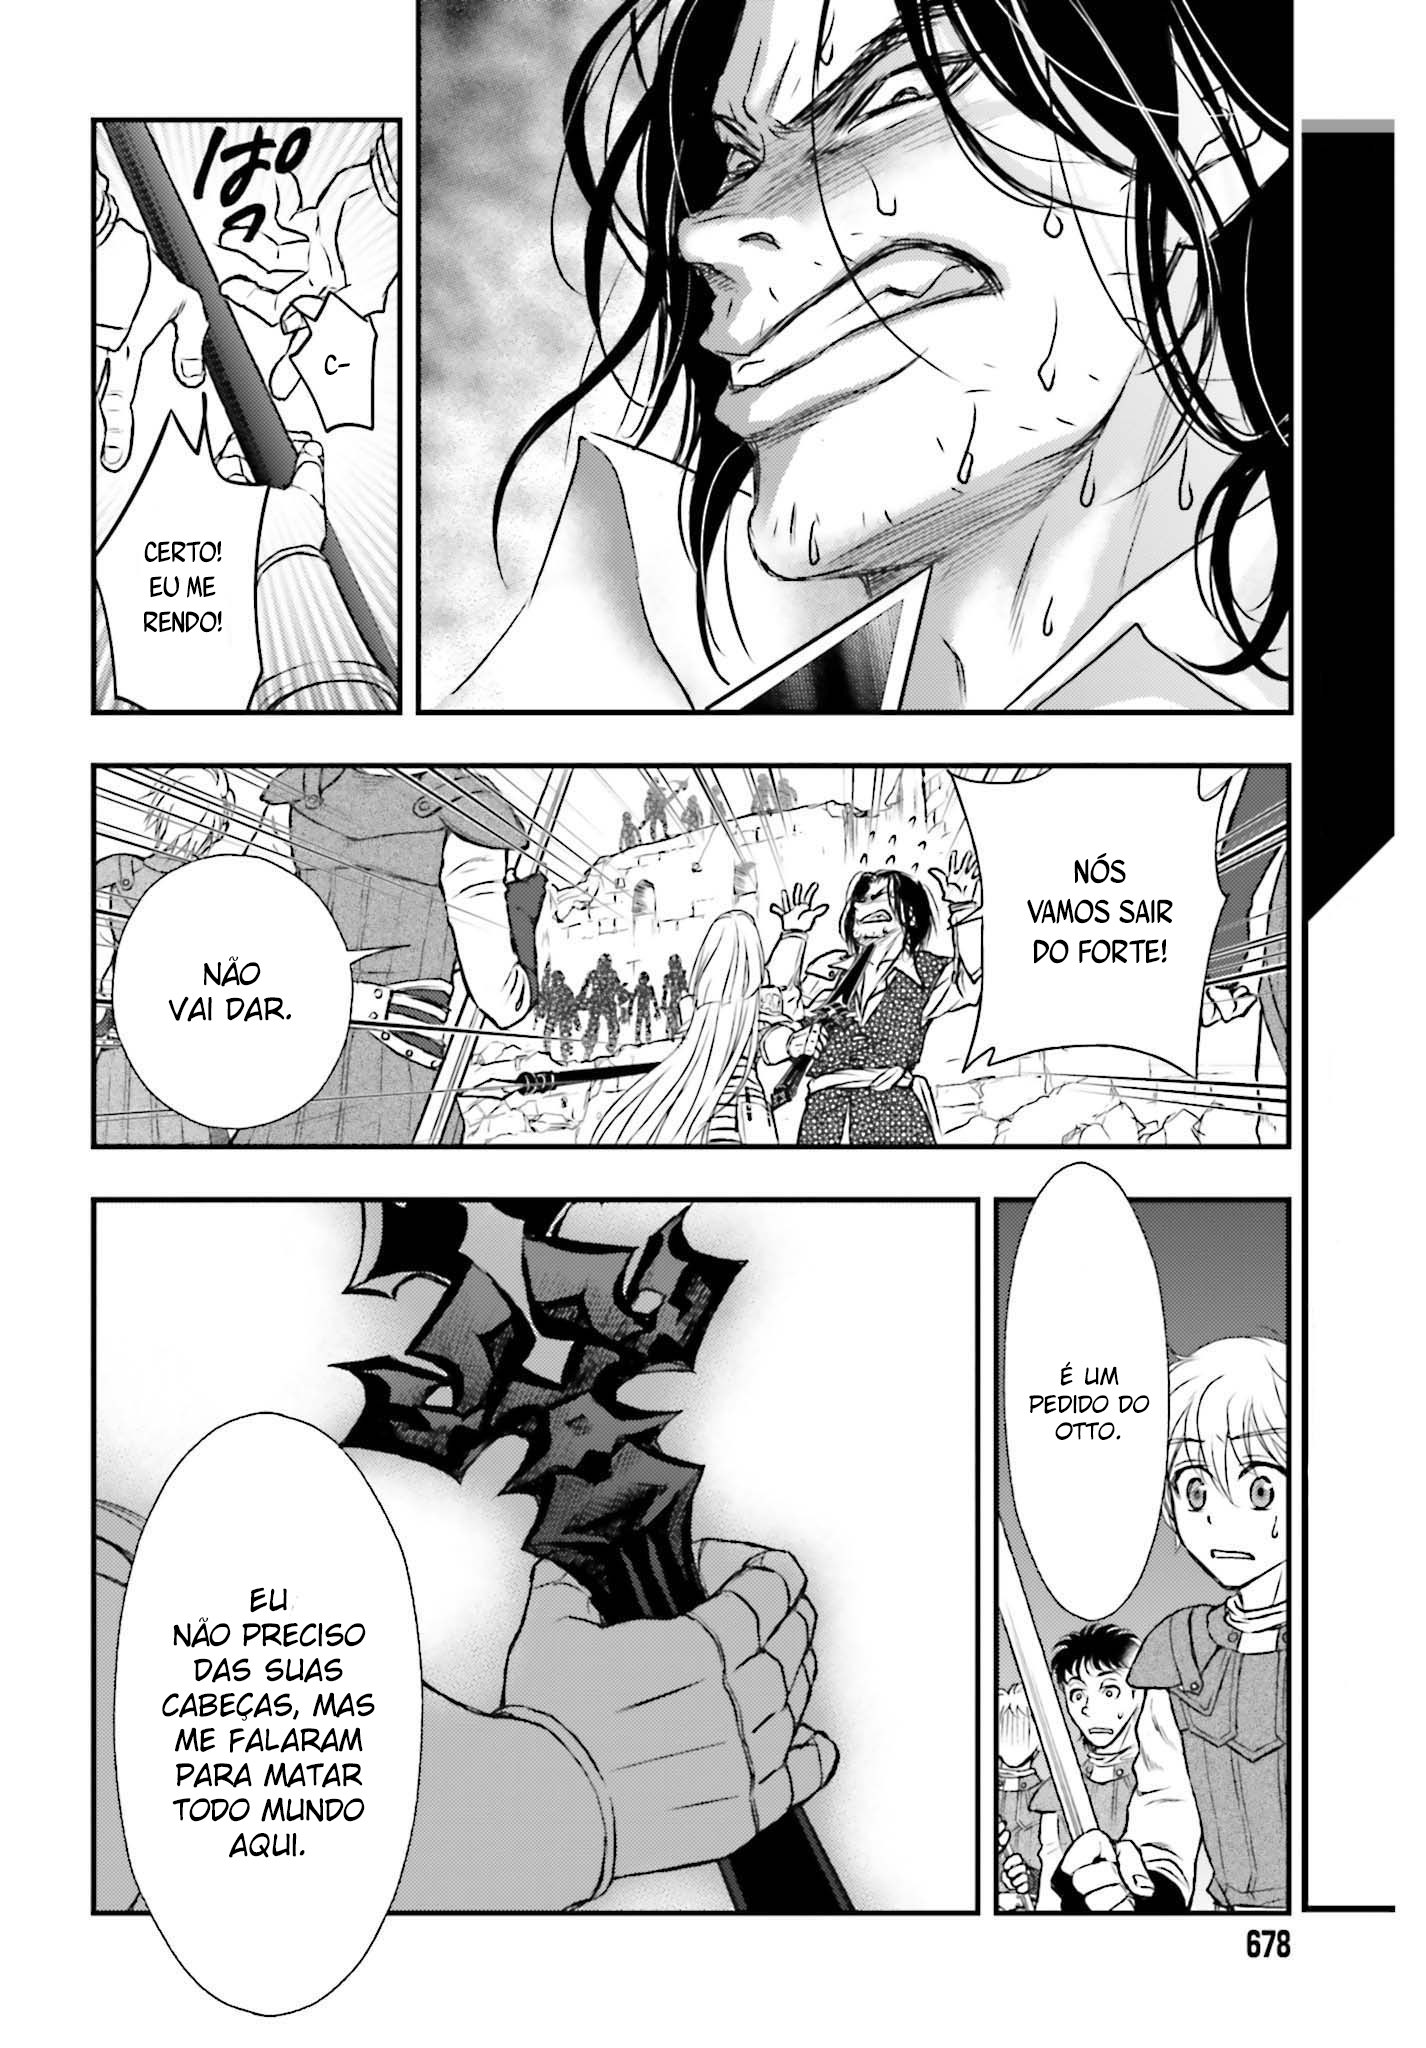 ぱっ
C-
CERTO!
EU ME
RENDO!
NÓS
VAMOS SAIR
DO FORTE!
NÃO
VAI DAR.
É UM
PEDIDO DO
OTTO.
EU
NÃO PRECISO
DAS SUAS
CABEÇAS, MAS
ME FALARAM
PARA MATAR
TODO MUNDO
AQUI.
678